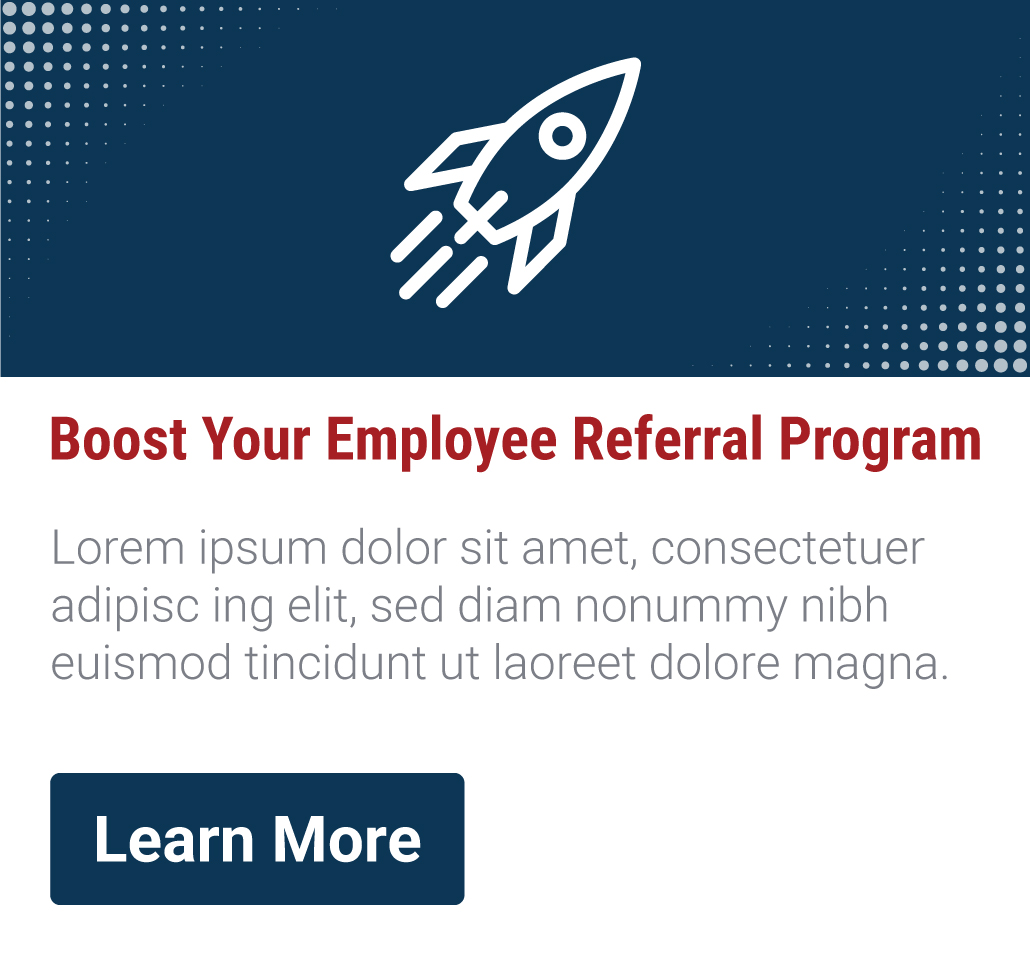 Boost Your Employee Referral Program
Lorem ipsum dolor sit amet, consectetuer
adipisc ing elit, sed diam nonummy nibh
euismod tincidunt ut laoreet dolore magna.
Learn More